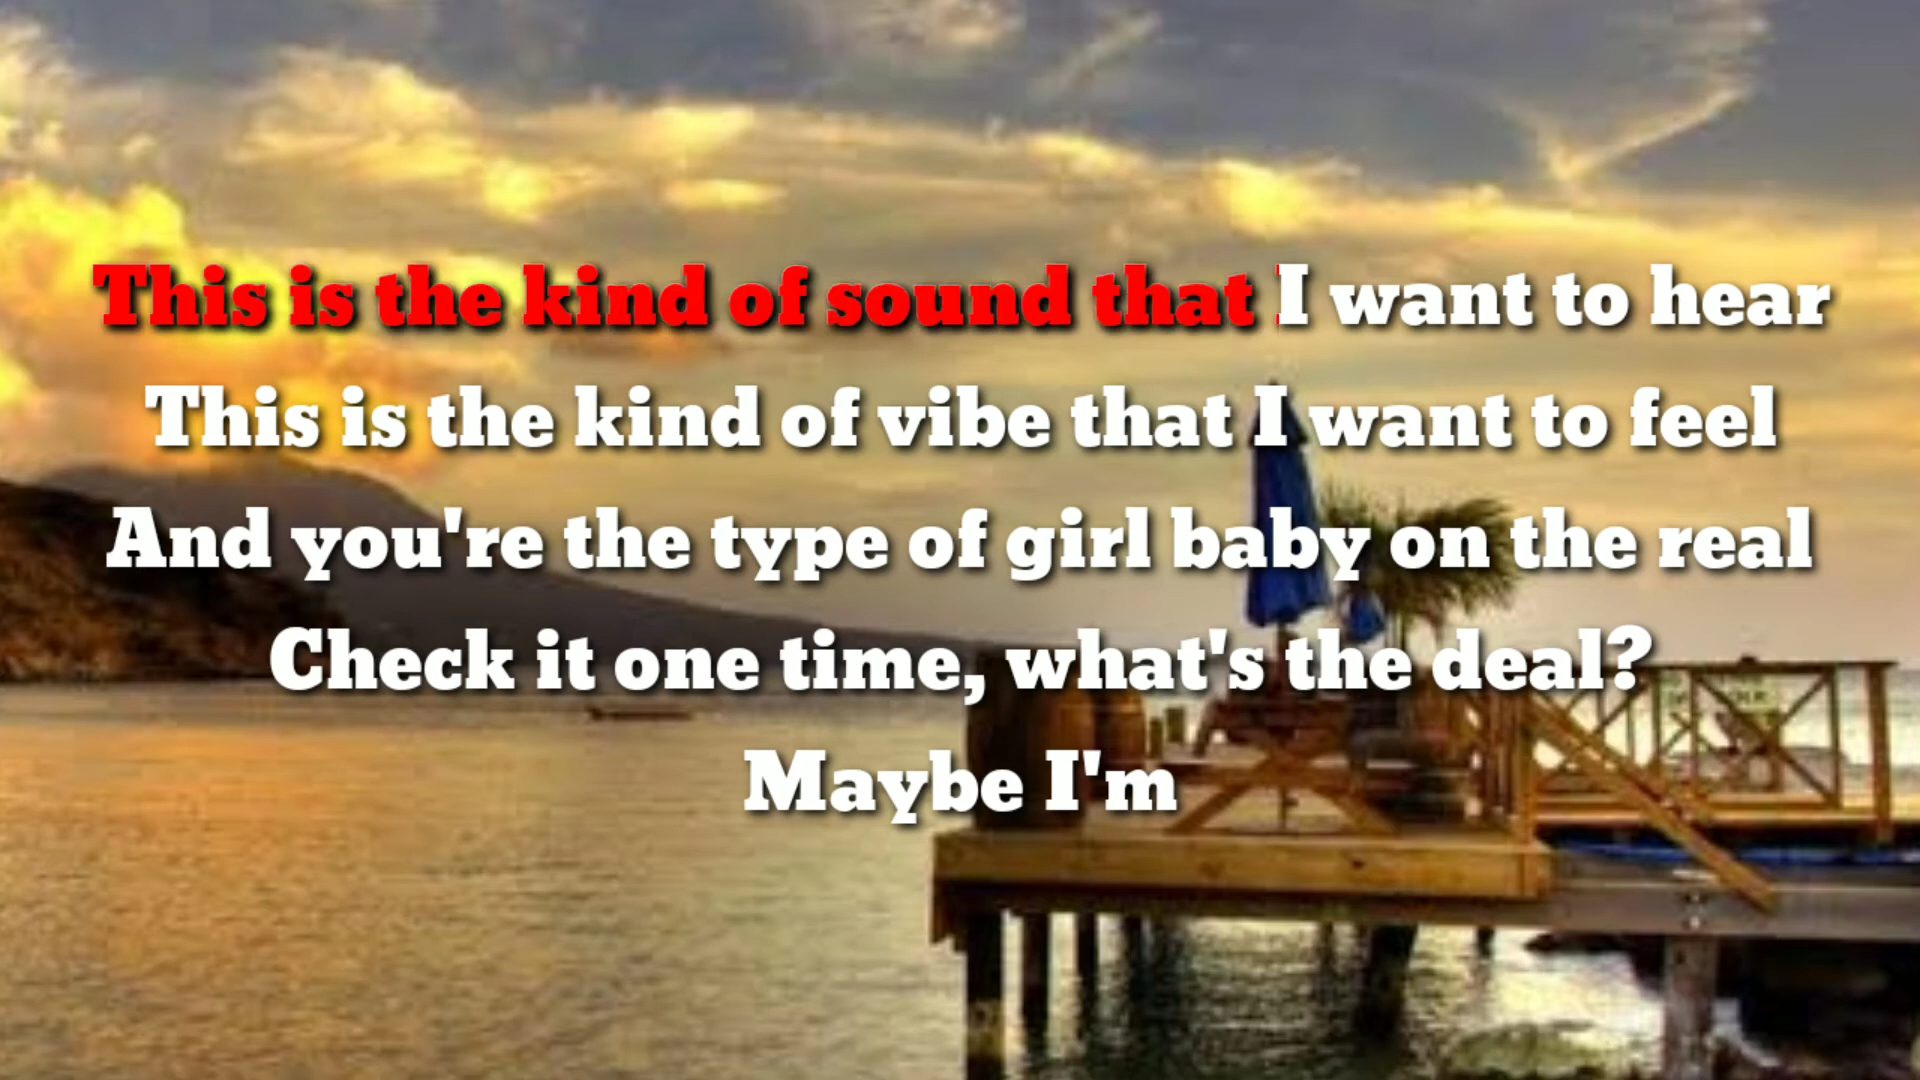 This is the kind of sound that I want to hear
This is the kind of vibe that I want to feel
And you're the type of girl baby on the real
Check it one time, what's the deal?
Maybe I'm